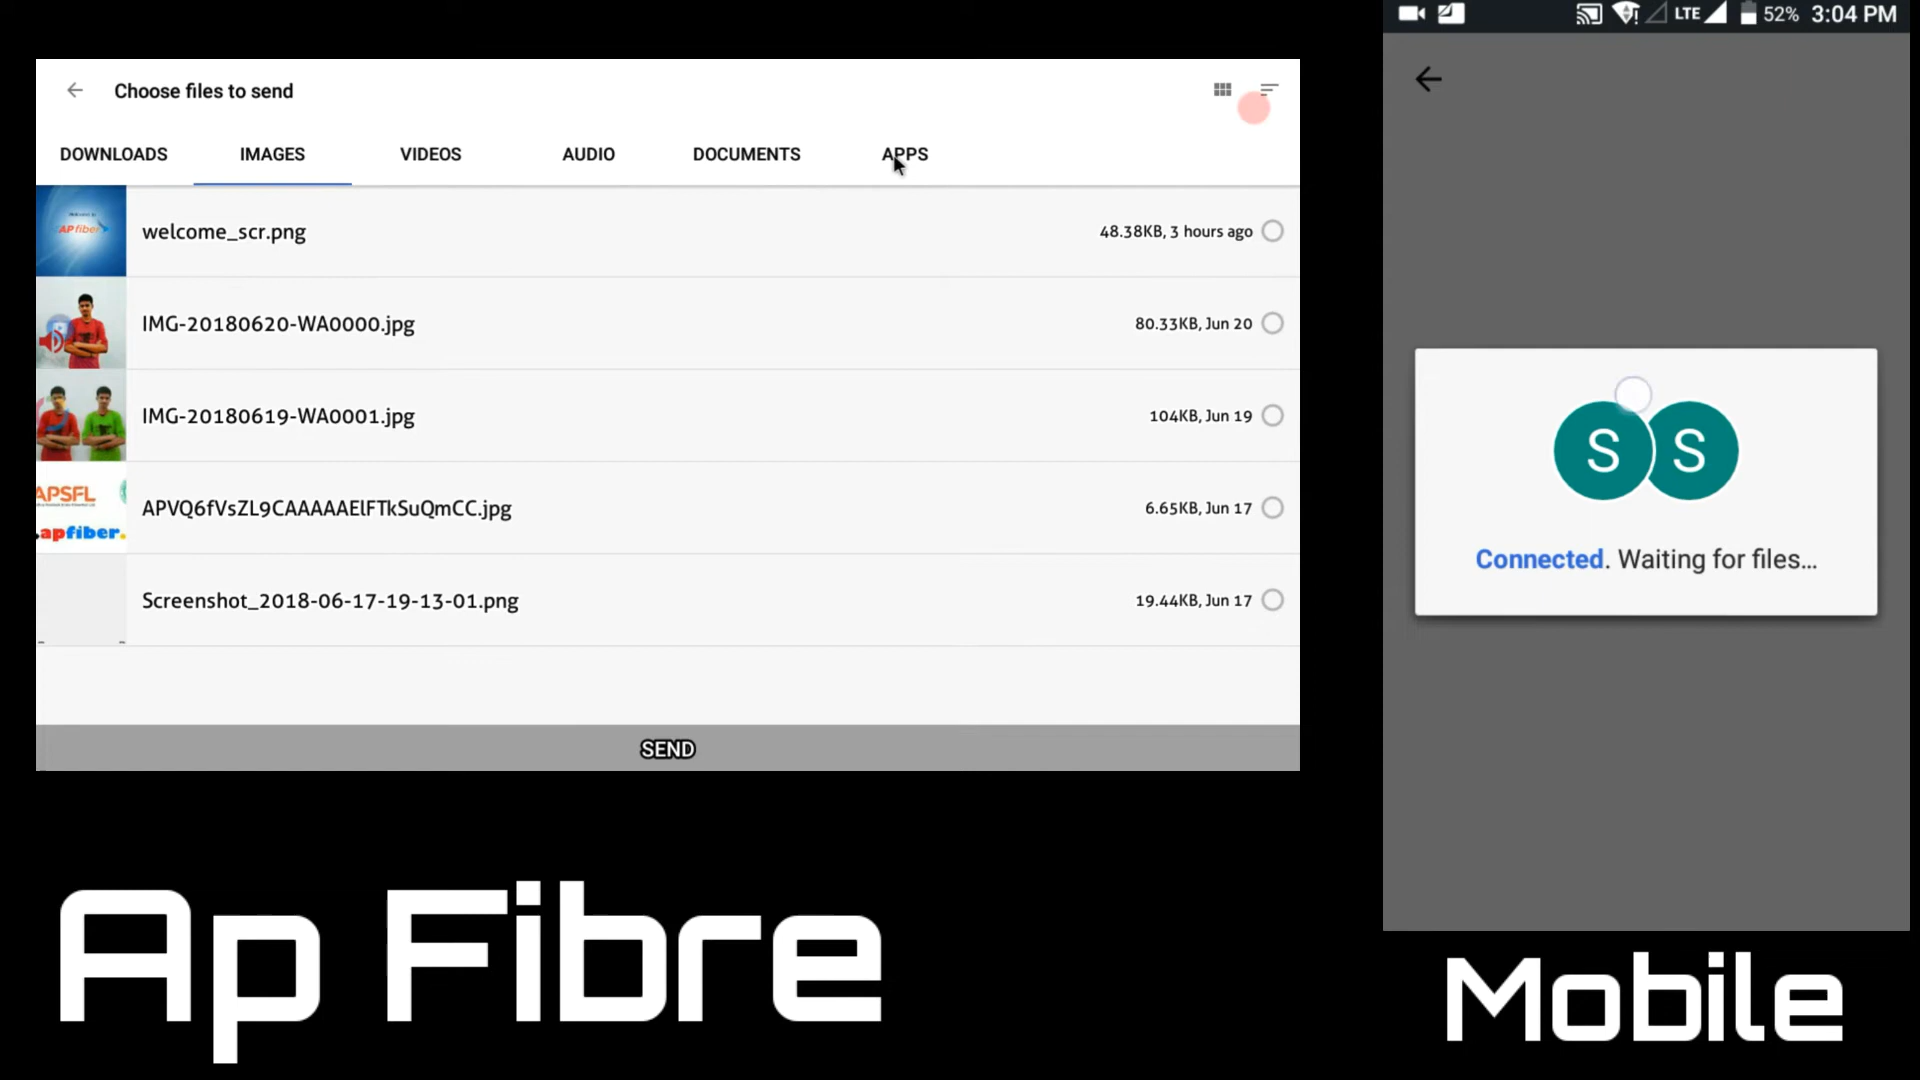 LTE 52% 3:04 PM
Choose files to send
DOWNLOADS IMAGES VIDEOS AUDIO DOCUMENTS APPS
AP fiber
welcome_scr.png 48.38KB, 3 hours ago
IMG-20180620-WA0000.jpg 80.33KB, Jun 20
IMG-20180619-WA0001.jpg 104KB, Jun 19
APSFL
.apfiber.
APVQ6fVsZL9CAAAAAElFTkSuQmCC.jpg 6.65KB, Jun 17
Screenshot_2018-06-17-19-13-01.png 19.44KB, Jun 17
SEND
S S
Connected. Waiting for files...
Ap Fibre
Mobile